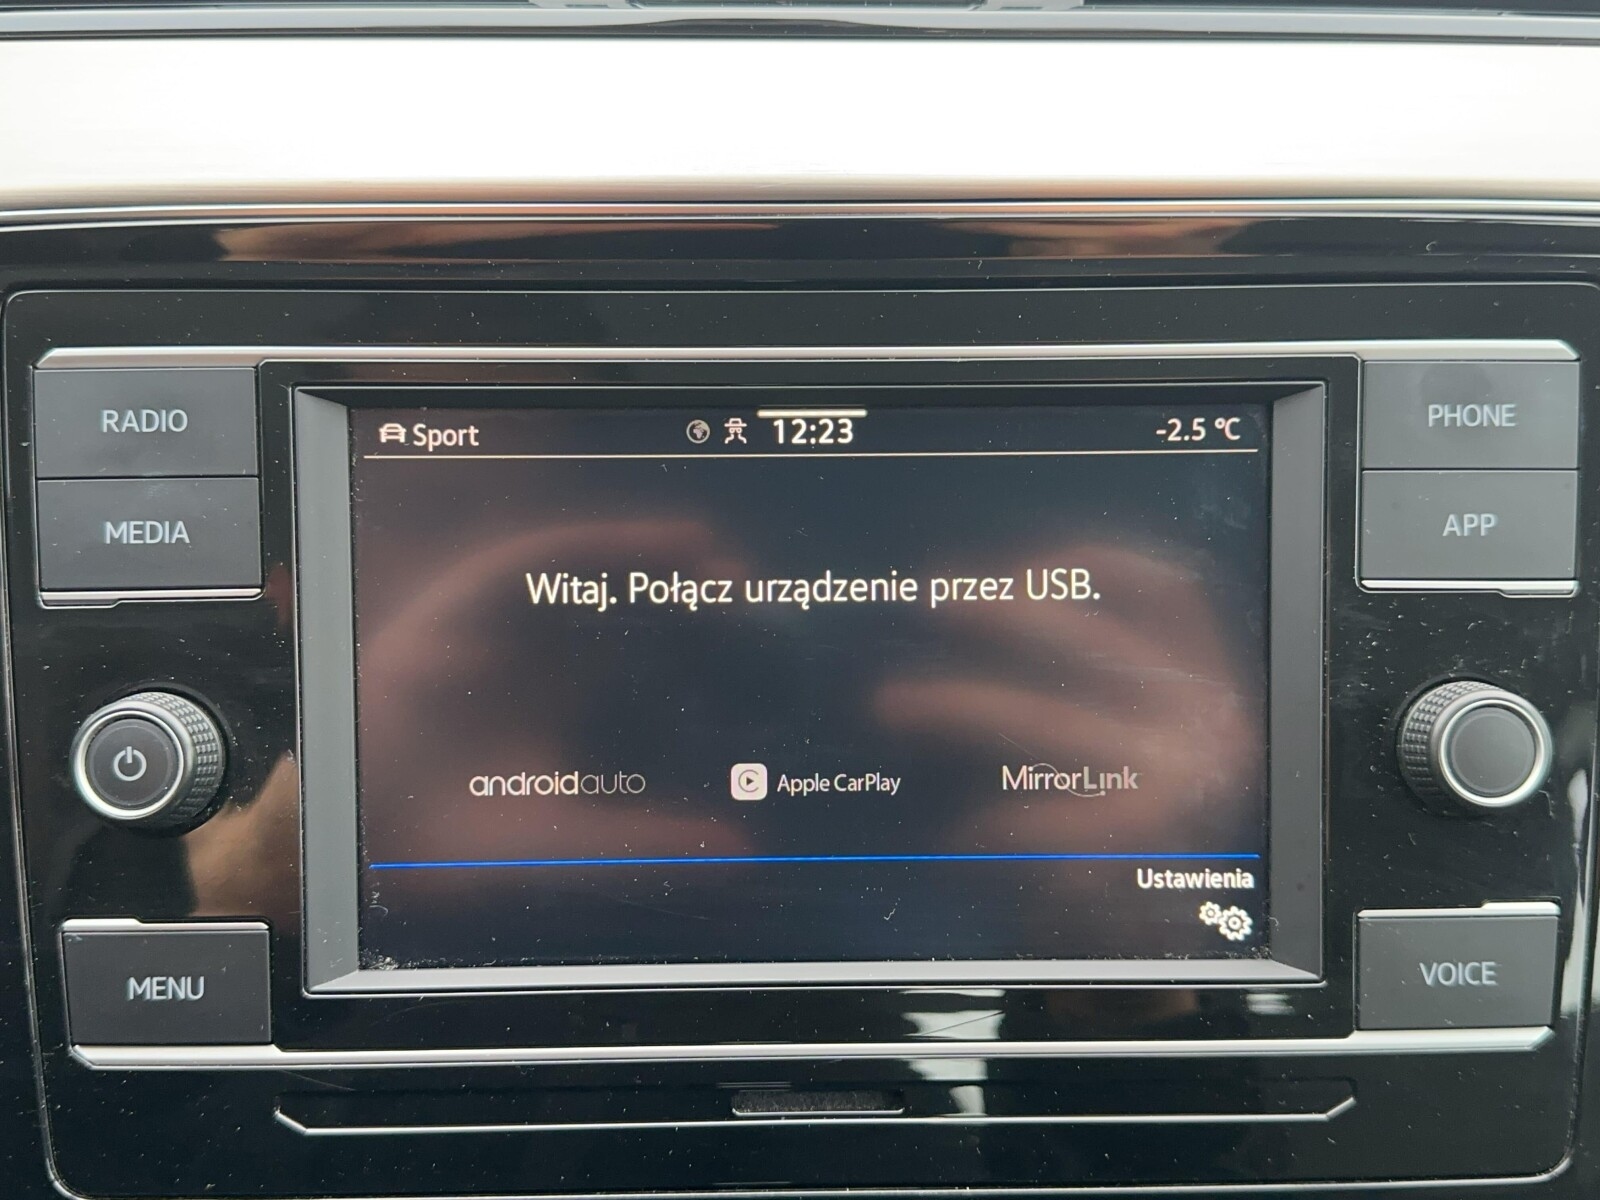 RADIO
MEDIA
MENU
Sport
12:23
-2.5 °C
Witaj. Połącz urządzenie przez USB.
androidauto
Apple CarPlay
MirrorLink
Ustawienia
PHONE
APP
VOICE